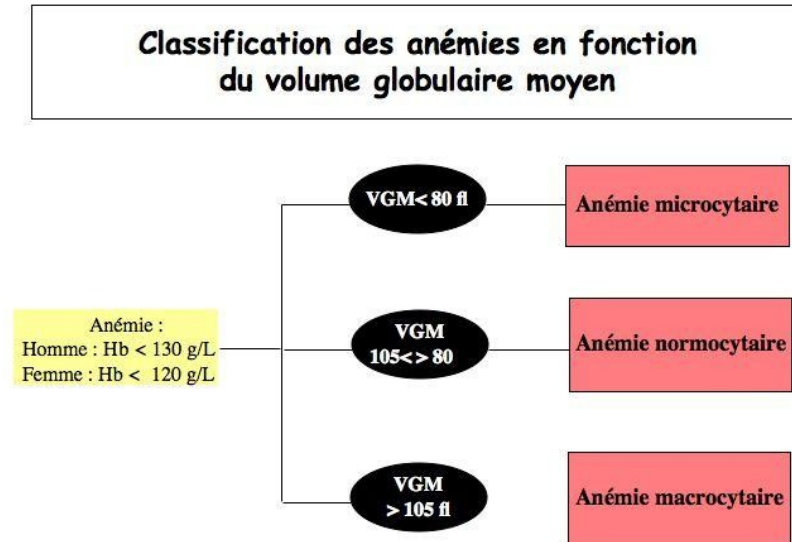 Classification des anémies en fonction
du volume globulaire moyen
VGM< 80 fl
Anémie microcytaire
Anémie :
Homme : Hb < 130 g/L
Femme : Hb < 120 g/L
VGM
105<> 80
Anémie normocytaire
VGM
> 105 fl
Anémie macrocytaire